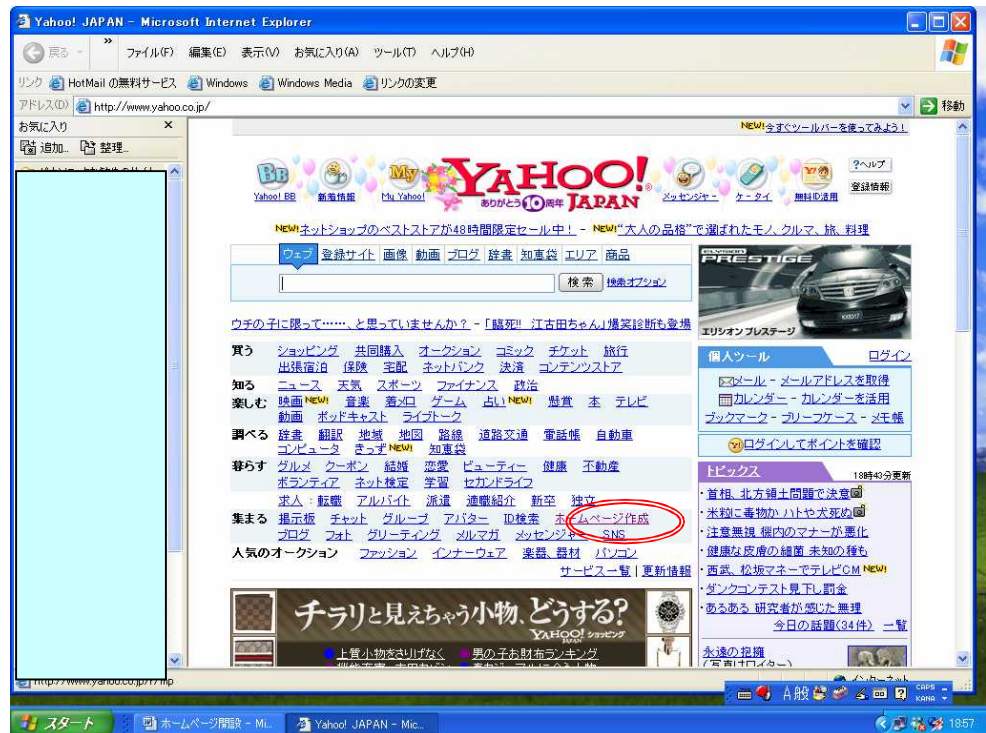 Yahoo! JAPAN - Microsoft Internet Explorer
戻る
ファイル(F) 編集(E) 表示(V) お気に入り(A) ツール(T) ヘルプ(H)
リンク HotMail の無料サービス Windows Windows Media リンクの変更
アドレス(D) http://www.yahoo.co.jp/ 移動
お気に入り ×
追加... 整理...
NEW!今すぐツールバーを使ってみよう!
Yahoo! BB 新着情報 My Yahoo! YAHOO! JAPAN ありがとう10周年 メッセンジャー ケータイ 無料ID活用
?ヘルプ
登録情報
NEW!ネットショップのベストストアが48時間限定セール中! - NEW!"大人の品格"で選ばれたモノ、クルマ、旅、料理
ウェブ 登録サイト 画像 動画 ブログ 辞書 知恵袋 エリア 商品
検索 検索オプション
ELYSION
PRESTIGE
エリシオン プレステージ
ウチの子に限って……、と思っていませんか? - 「臨死!! 江古田ちゃん」爆笑診断も登場
買う ショッピング 共同購入 オークション コミック チケット 旅行
出張宿泊 保険 宅配 ネットバンク 決済 コンテンツストア
知る ニュース 天気 スポーツ ファイナンス 政治
楽しむ 映画NEW! 音楽 着メロ ゲーム 占いNEW! 懸賞 本 テレビ
動画 ポッドキャスト ライブトーク
調べる 辞書 翻訳 地域 地図 路線 道路交通 電話帳 自動車
コンピュータ きっずNEW! 知恵袋
暮らす グルメ クーポン 結婚 恋愛 ビューティー 健康 不動産
ボランティア ネット検定 学習 セカンドライフ
求人:転職 アルバイト 派遣 適職紹介 新卒 独立
集まる 掲示板 チャット グループ アバター ID検索 ホームページ作成
ブログ フォト グリーティング メルマガ メッセンジャー SNS
人気のオークション ファッション インナーウェア 楽器、器材 パソコン
サービス一覧 | 更新情報
個人ツール ログイン
メール - メールアドレスを取得
カレンダー - カレンダーを活用
ブックマーク - ブリーフケース - メモ帳
ログインしてポイントを確認
トピックス 18時43分更新
・首相、北方領土問題で決意
・米粒に毒物か ハトや犬死ぬ
・注意無視 機内のマナーが悪化
・健康な皮膚の細菌 未知の種も
・西武、松坂マネーでテレビCM NEW!
・ダンクコンテスト見下し罰金
・あるある 研究者が感じた無理
今日の話題(34件) 一覧
永遠の抱擁
チラリと見えちゃう小物、どうする?
YAHOO! JAPAN ショッピング
上質小物をさりげなく 男の子お財布ランキング
A 般 CAPS KANA
スタート ホームページ開設 - Mi... Yahoo! JAPAN - Mic... 18:57